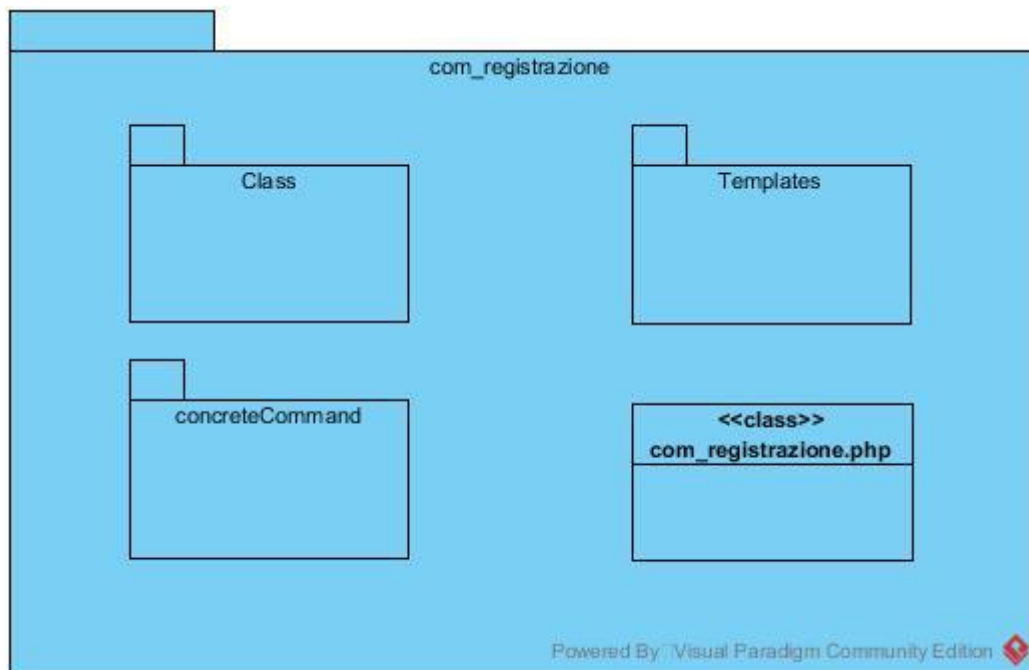 com_registrazione
Class
Templates
concreteCommand
<<class>>
com_registrazione.php
Powered By Visual Paradigm Community Edition